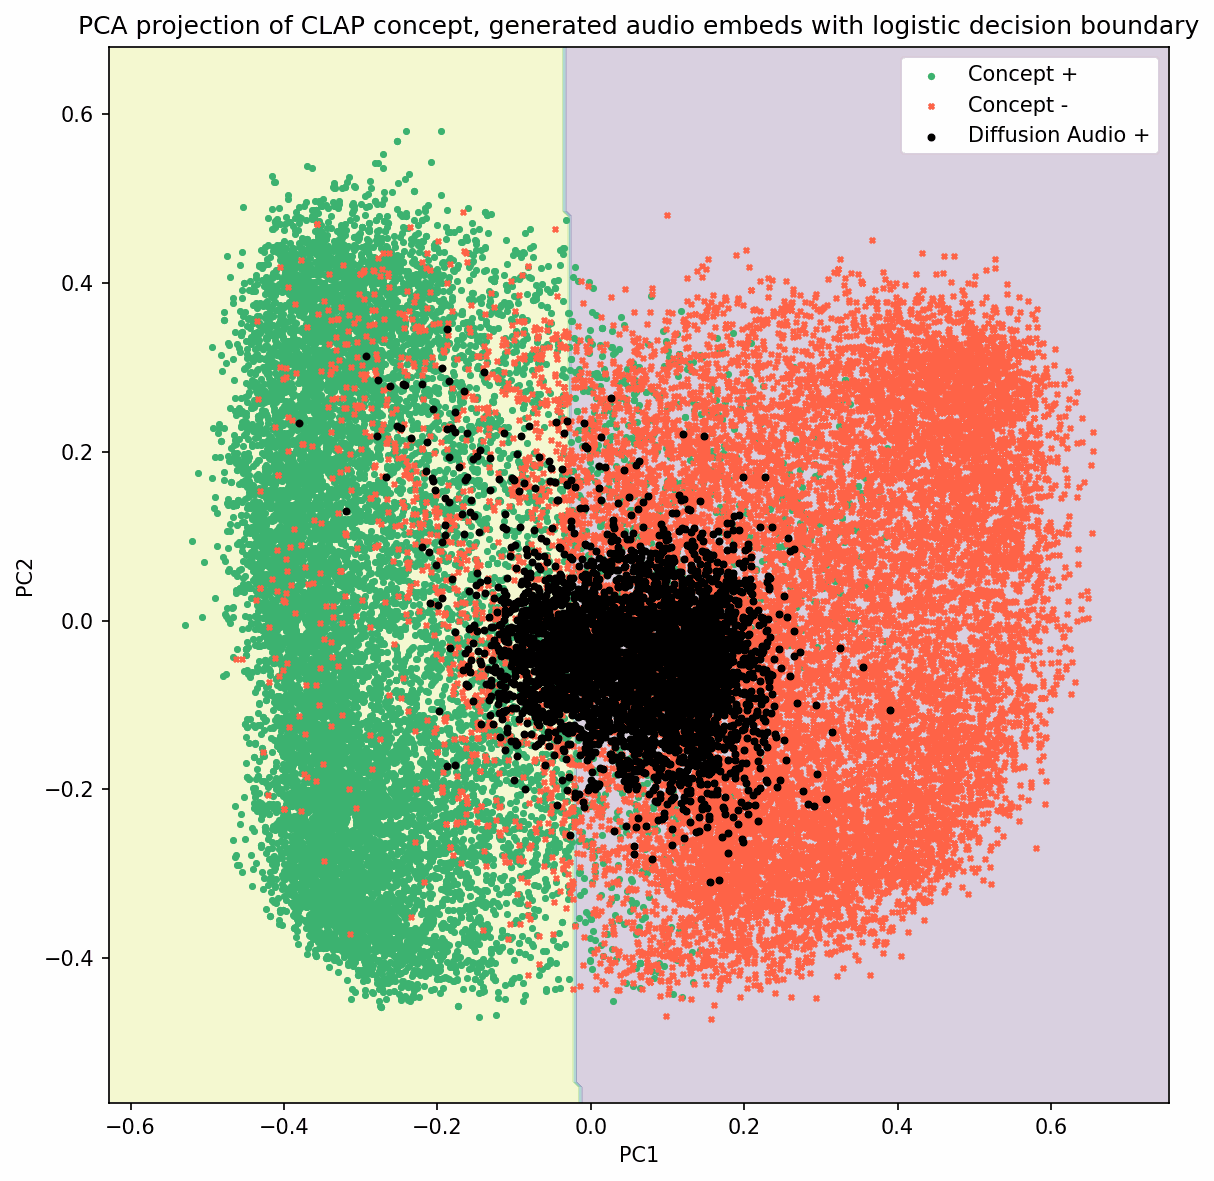 PCA projection of CLAP concept, generated audio embeds with logistic decision boundary
Concept +
Concept -
Diffusion Audio +
0.6
0.4
0.2
0.0
−0.2
−0.4
PC2
−0.6
−0.4
−0.2
0.0
0.2
0.4
0.6
PC1